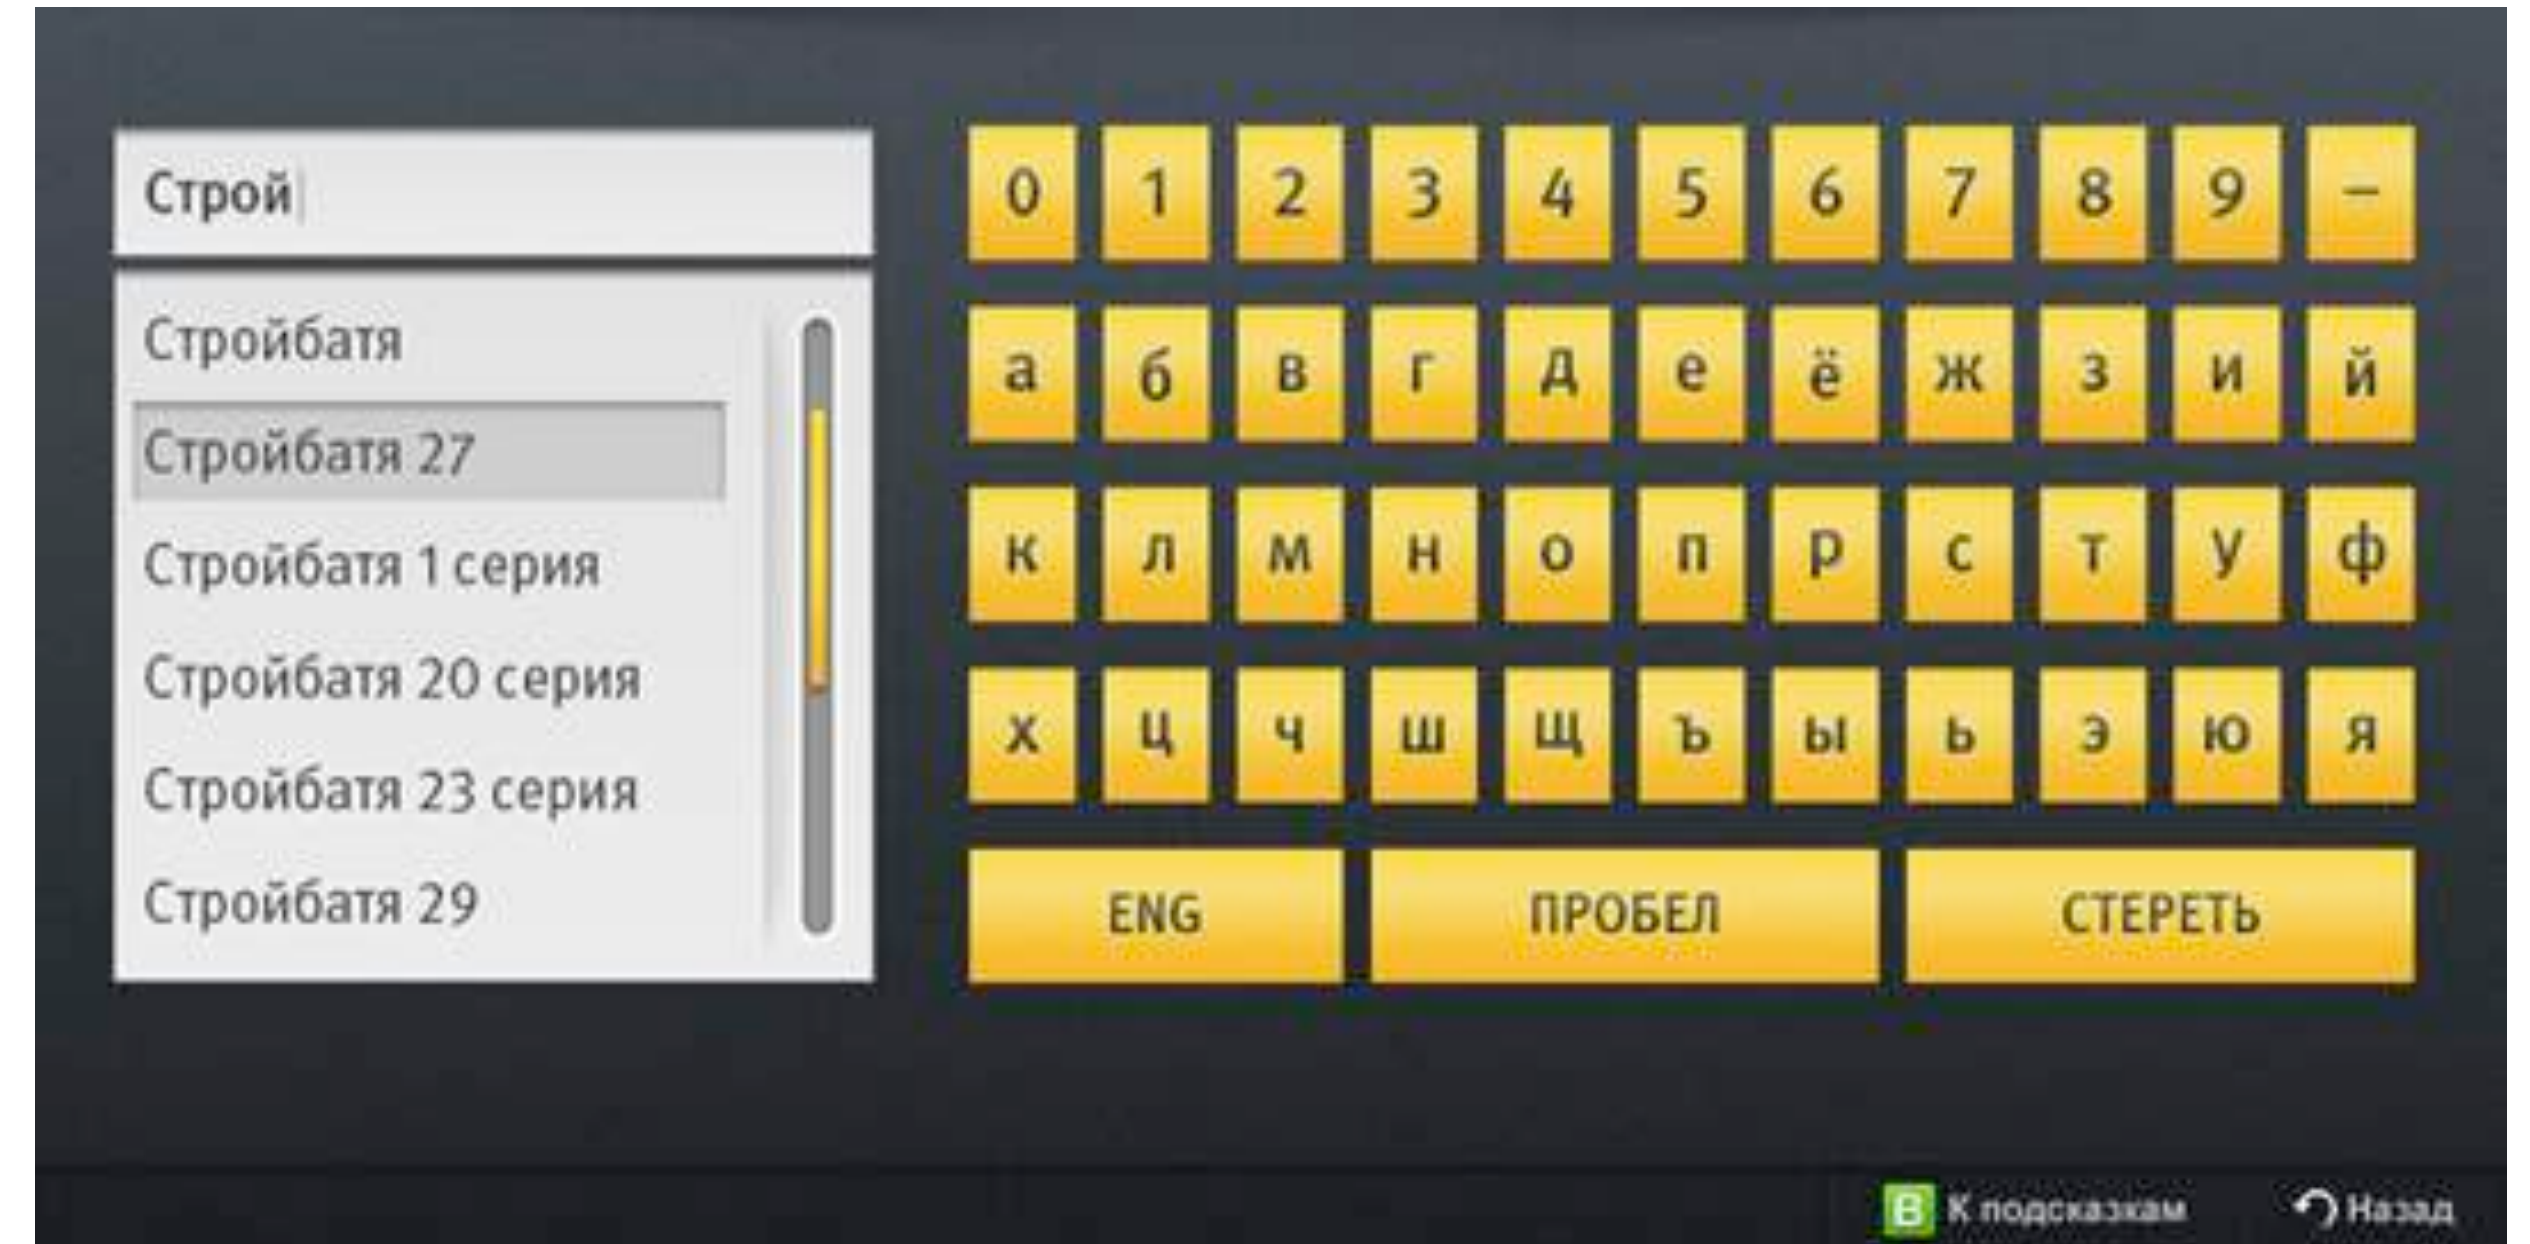 Строй
Стройбатя
Стройбатя 27
Стройбатя 1 серия
Стройбатя 20 серия
Стройбатя 23 серия
Стройбатя 29
0 1 2 3 4 5 6 7 8 9 –
а б в г д е ё ж з и й
к л м н о п р с т у ф
х ц ч ш щ ъ ы ь э ю я
ENG ПРОБЕЛ СТЕРЕТЬ
B К подсказкам Назад